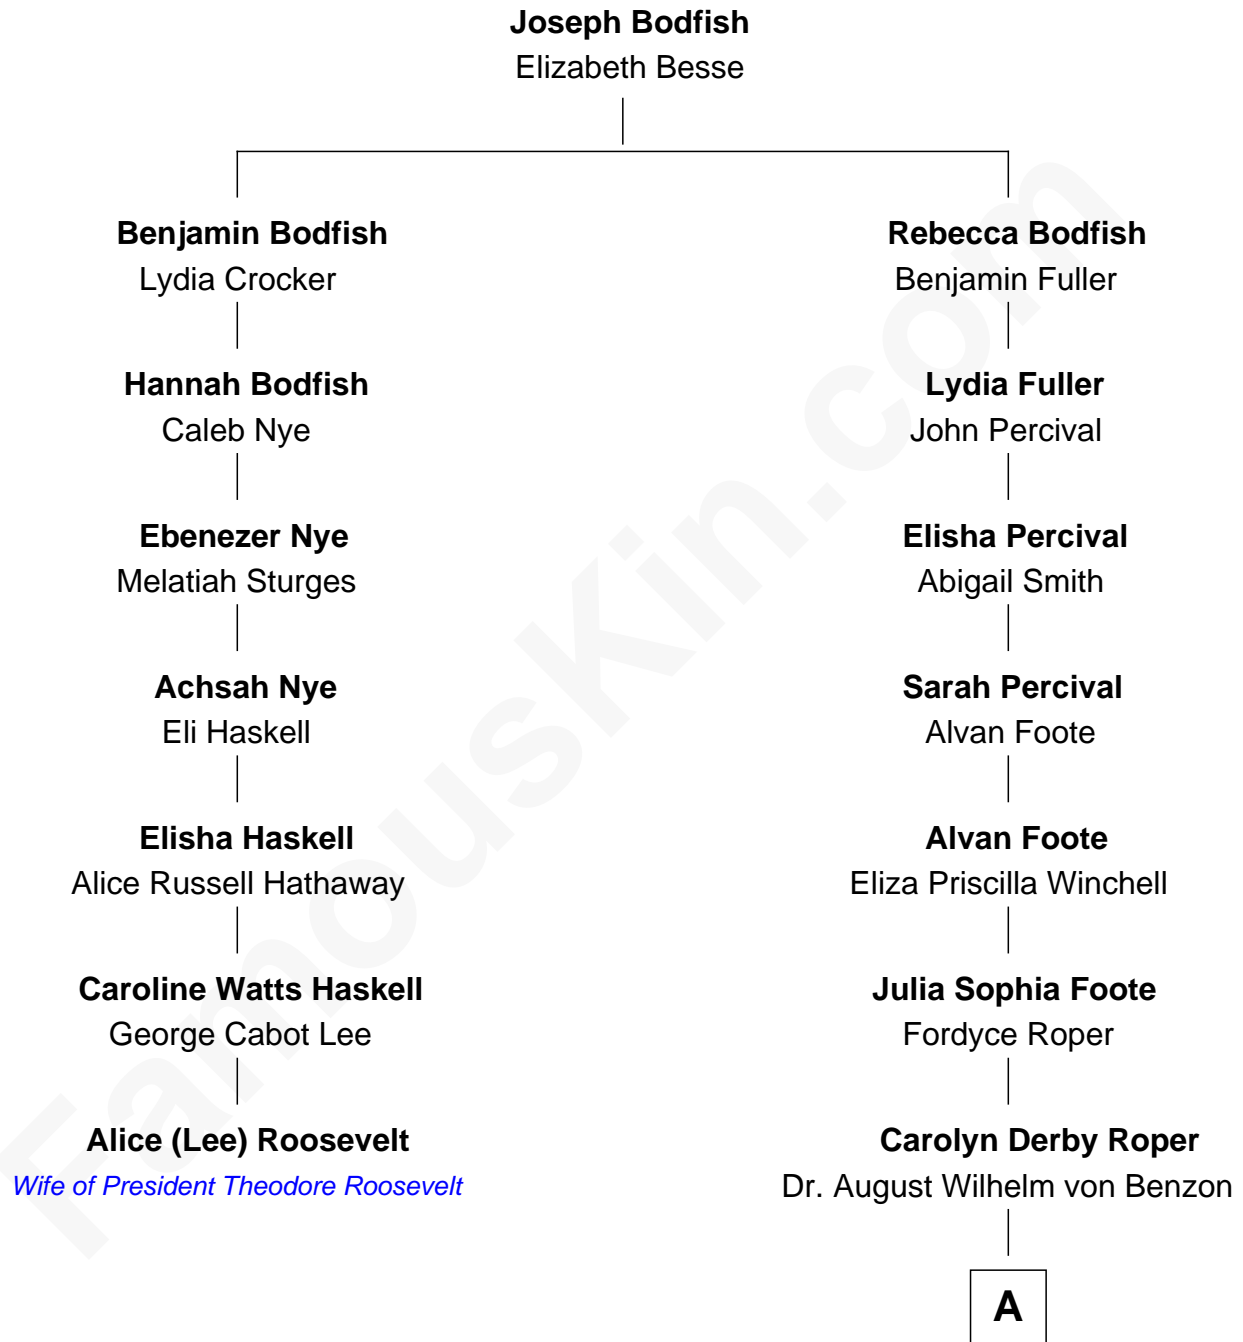 Joseph Bodfish
Elizabeth Besse
Benjamin Bodfish
Lydia Crocker
Hannah Bodfish
Caleb Nye
Ebenezer Nye
Melatiah Sturges
Achsah Nye
Eli Haskell
Elisha Haskell
Alice Russell Hathaway
Caroline Watts Haskell
George Cabot Lee
Alice (Lee) Roosevelt
Wife of President Theodore Roosevelt
Rebecca Bodfish
Benjamin Fuller
Lydia Fuller
John Percival
Elisha Percival
Abigail Smith
Sarah Percival
Alvan Foote
Alvan Foote
Eliza Priscilla Winchell
Julia Sophia Foote
Fordyce Roper
Carolyn Derby Roper
Dr. August Wilhelm von Benzon
A
FamousKin.com